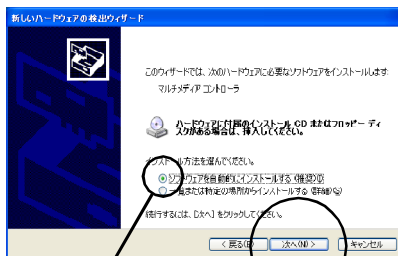 新しいハードウェアの検出ウィザード
このウィザードでは、次のハードウェアに必要なソフトウェアをインストールします:
マルチメディア コントローラ
ハードウェアに付属のインストール CD またはフロッピー ディ
スクがある場合は、挿入してください。
インストール方法を選んでください。
ソフトウェアを自動的にインストールする (推奨)(I)
一覧または特定の場所からインストールする (詳細)(S)
続行するには、[次へ] をクリックしてください。
< 戻る(B)
次へ(N) >
キャンセル